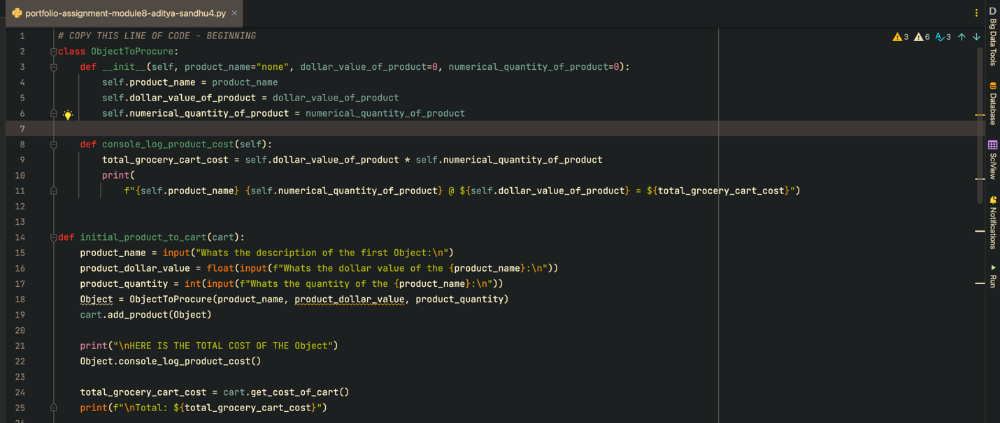 portfolio-assignment-module8-aditya-sandhu4.py ×
3 6 3
1 # COPY THIS LINE OF CODE - BEGINNING
2 class ObjectToProcure:
3 def __init__(self, product_name="none", dollar_value_of_product=0, numerical_quantity_of_product=0):
4 self.product_name = product_name
5 self.dollar_value_of_product = dollar_value_of_product
6 self.numerical_quantity_of_product = numerical_quantity_of_product
7
8 def console_log_product_cost(self):
9 total_grocery_cart_cost = self.dollar_value_of_product * self.numerical_quantity_of_product
10 print(
11 f"{self.product_name} {self.numerical_quantity_of_product} @ ${self.dollar_value_of_product} = ${total_grocery_cart_cost}")
12
13
14 def initial_product_to_cart(cart):
15 product_name = input("Whats the description of the first Object:\n")
16 product_dollar_value = float(input(f"Whats the dollar value of the {product_name}:\n"))
17 product_quantity = int(input(f"Whats the quantity of the {product_name}:\n"))
18 Object = ObjectToProcure(product_name, product_dollar_value, product_quantity)
19 cart.add_product(Object)
20
21 print("\nHERE IS THE TOTAL COST OF THE Object")
22 Object.console_log_product_cost()
23
24 total_grocery_cart_cost = cart.get_cost_of_cart()
25 print(f"\nTotal: ${total_grocery_cart_cost}")
26
D
Big Data Tools
Database
SciView
Notifications
Run